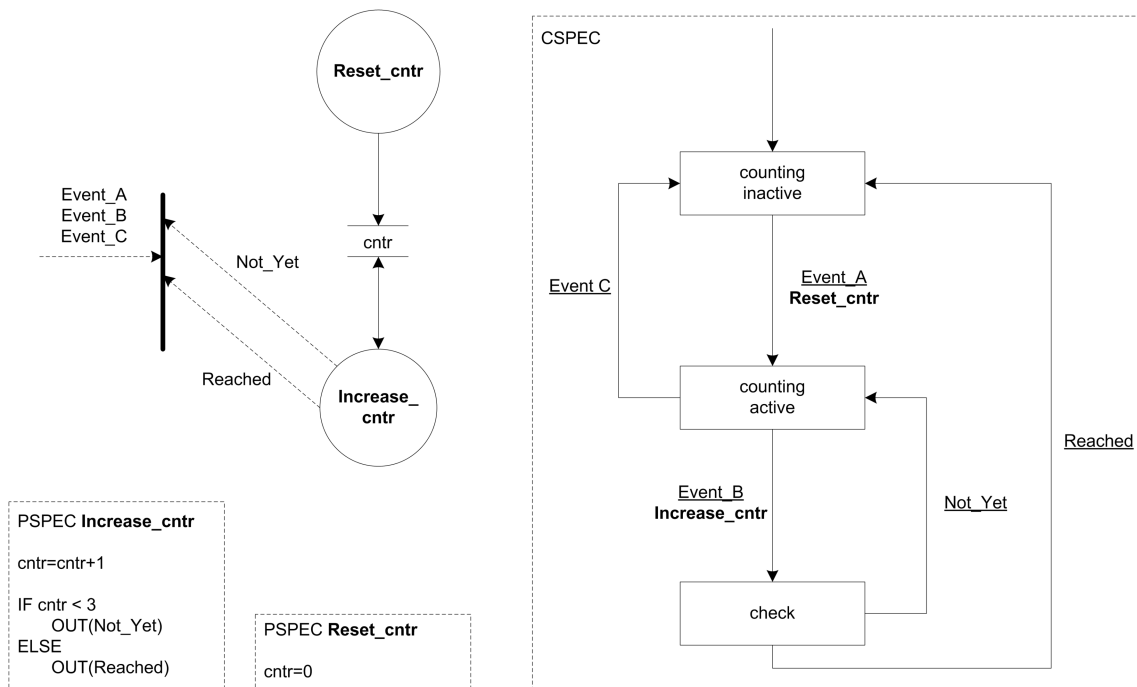 Reset_cntr
Event_A
Event_B
Event_C
Not_Yet
cntr
Reached
Increase_
cntr
PSPEC Increase_cntr
cntr=cntr+1
IF cntr < 3
OUT(Not_Yet)
ELSE
OUT(Reached)
PSPEC Reset_cntr
cntr=0
CSPEC
counting
inactive
Event C
Event_A
Reset_cntr
counting
active
Reached
Event_B
Increase_cntr
Not_Yet
check